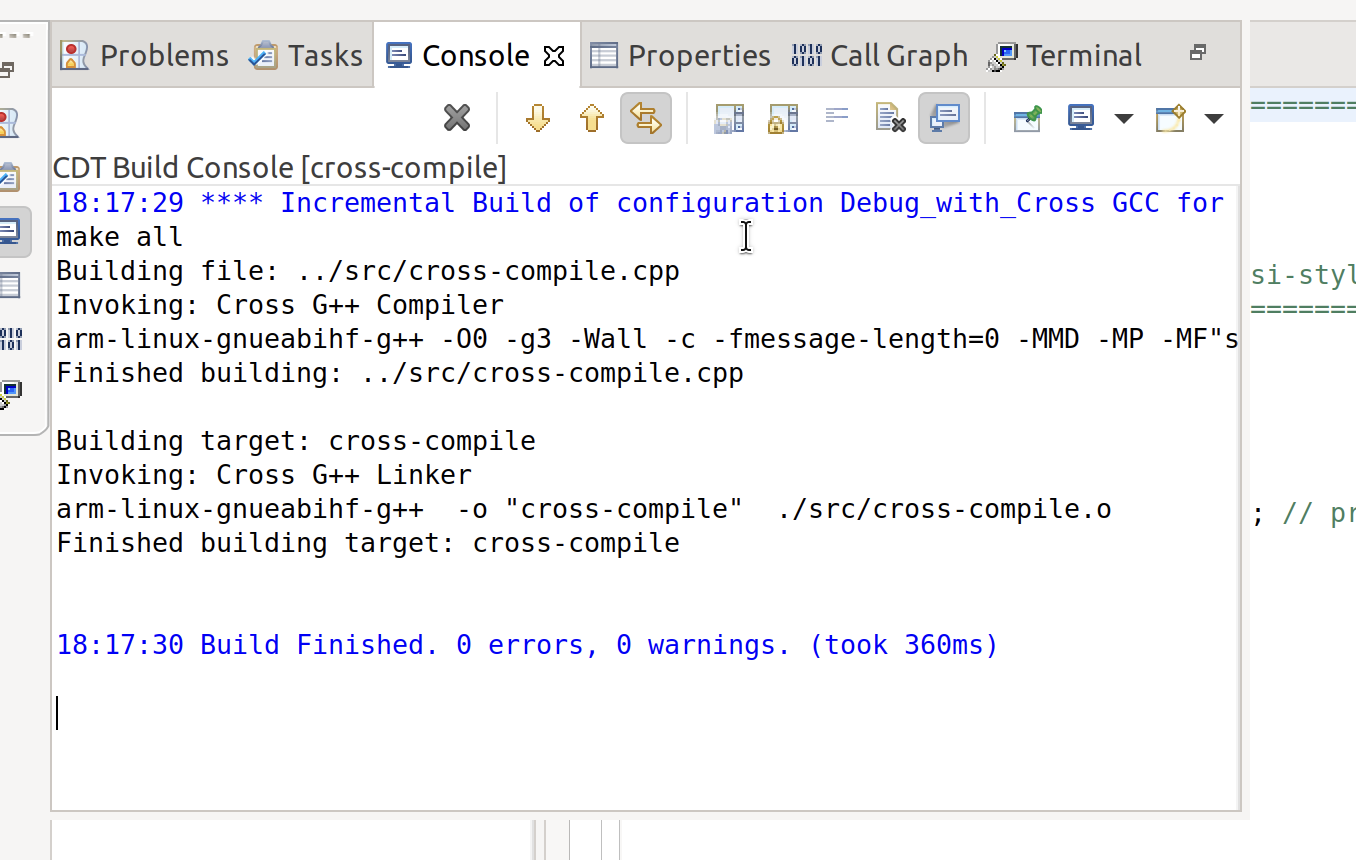 Problems Tasks Console Properties Call Graph Terminal
CDT Build Console [cross-compile]
18:17:29 **** Incremental Build of configuration Debug_with_Cross GCC for
make all
Building file: ../src/cross-compile.cpp
Invoking: Cross G++ Compiler
arm-linux-gnueabihf-g++ -O0 -g3 -Wall -c -fmessage-length=0 -MMD -MP -MF"s
Finished building: ../src/cross-compile.cpp
Building target: cross-compile
Invoking: Cross G++ Linker
arm-linux-gnueabihf-g++  -o "cross-compile"  ./src/cross-compile.o
Finished building target: cross-compile
18:17:30 Build Finished. 0 errors, 0 warnings. (took 360ms)
=======
si-styl
=======
; // pr